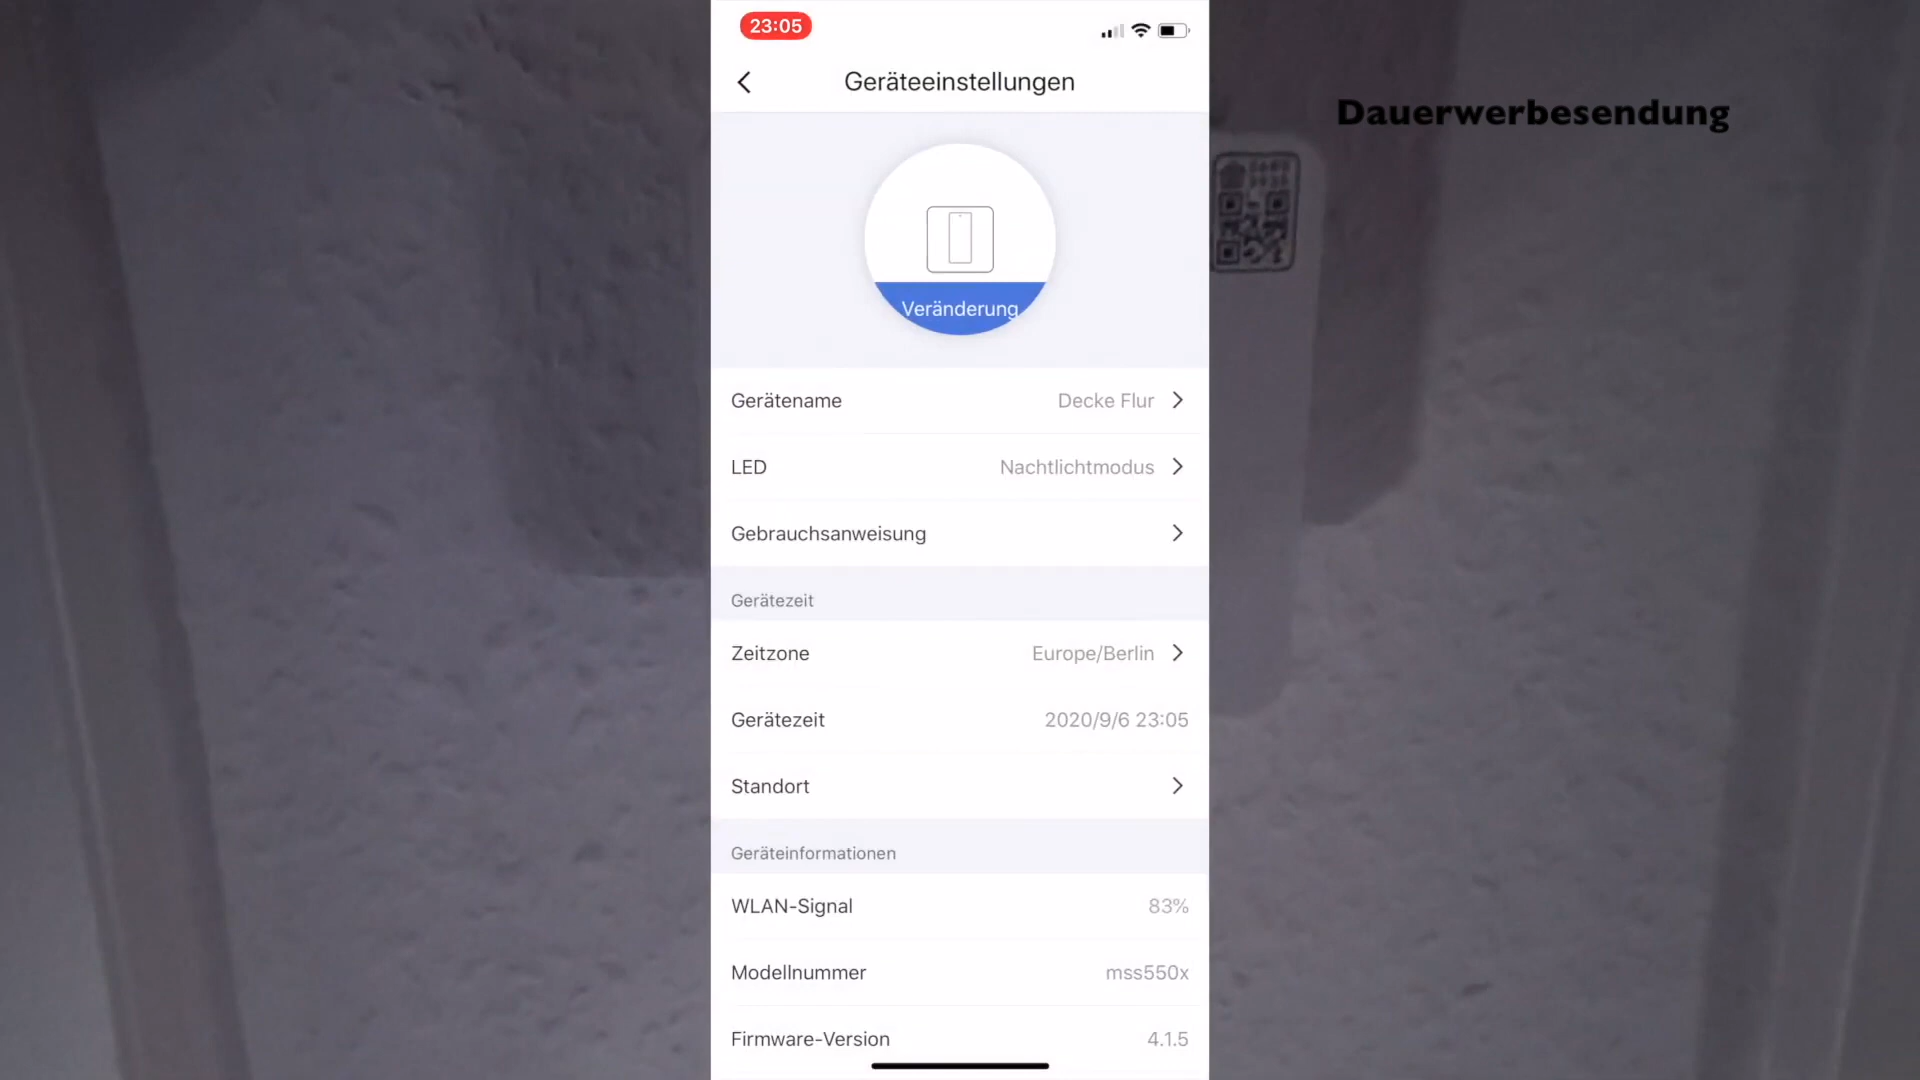 23:05
Geräteeinstellungen
Dauerwerbesendung
Veränderung
Gerätename Decke Flur
LED Nachtlichtmodus
Gebrauchsanweisung
Gerätezeit
Zeitzone Europe/Berlin
Gerätezeit 2020/9/6 23:05
Standort
Geräteinformationen
WLAN-Signal 83%
Modellnummer mss550x
Firmware-Version 4.1.5